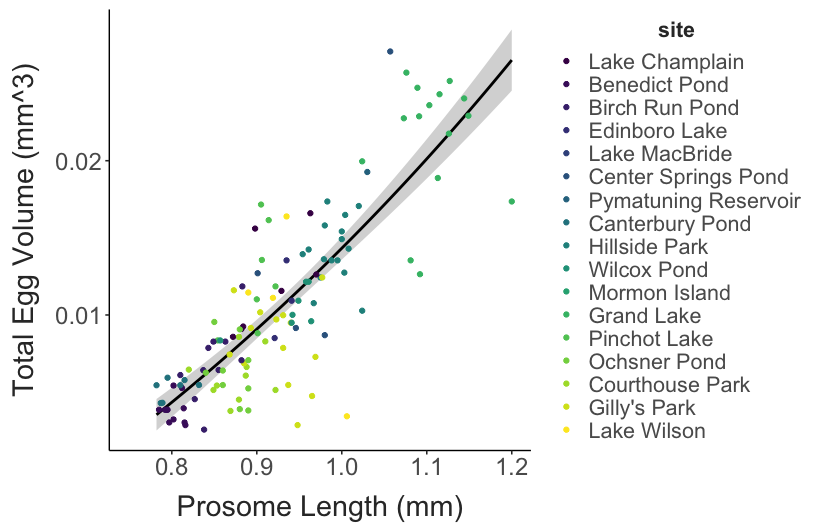 Total Egg Volume (mm^3)
0.02
0.01
0.8 0.9 1.0 1.1 1.2
Prosome Length (mm)
site
Lake Champlain
Benedict Pond
Birch Run Pond
Edinboro Lake
Lake MacBride
Center Springs Pond
Pymatuning Reservoir
Canterbury Pond
Hillside Park
Wilcox Pond
Mormon Island
Grand Lake
Pinchot Lake
Ochsner Pond
Courthouse Park
Gilly's Park
Lake Wilson